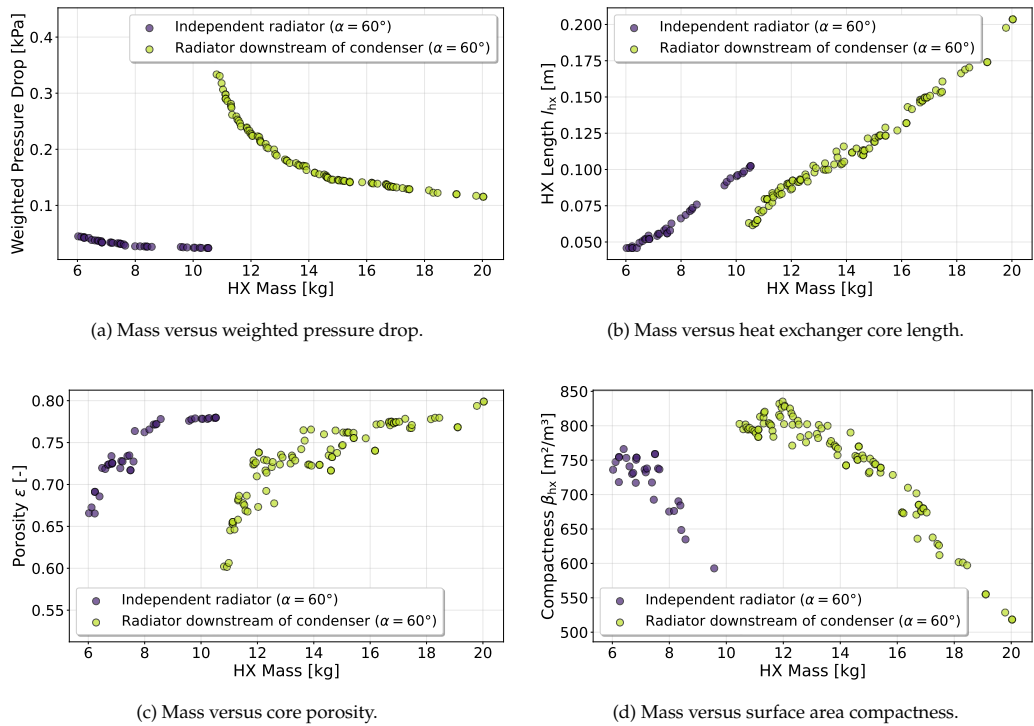 Weighted Pressure Drop [kPa]
0.4
0.3
0.2
0.1
Independent radiator (α = 60°)
Radiator downstream of condenser (α = 60°)
6 8 10 12 14 16 18 20
HX Mass [kg]
(a) Mass versus weighted pressure drop.
HX Length lhx [m]
0.200
0.175
0.150
0.125
0.100
0.075
0.050
Independent radiator (α = 60°)
Radiator downstream of condenser (α = 60°)
6 8 10 12 14 16 18 20
HX Mass [kg]
(b) Mass versus heat exchanger core length.
Porosity ε [-]
0.80
0.75
0.70
0.65
0.60
0.55
Independent radiator (α = 60°)
Radiator downstream of condenser (α = 60°)
6 8 10 12 14 16 18 20
HX Mass [kg]
(c) Mass versus core porosity.
Compactness βhx [m²/m³]
850
800
750
700
650
600
550
500
Independent radiator (α = 60°)
Radiator downstream of condenser (α = 60°)
6 8 10 12 14 16 18 20
HX Mass [kg]
(d) Mass versus surface area compactness.